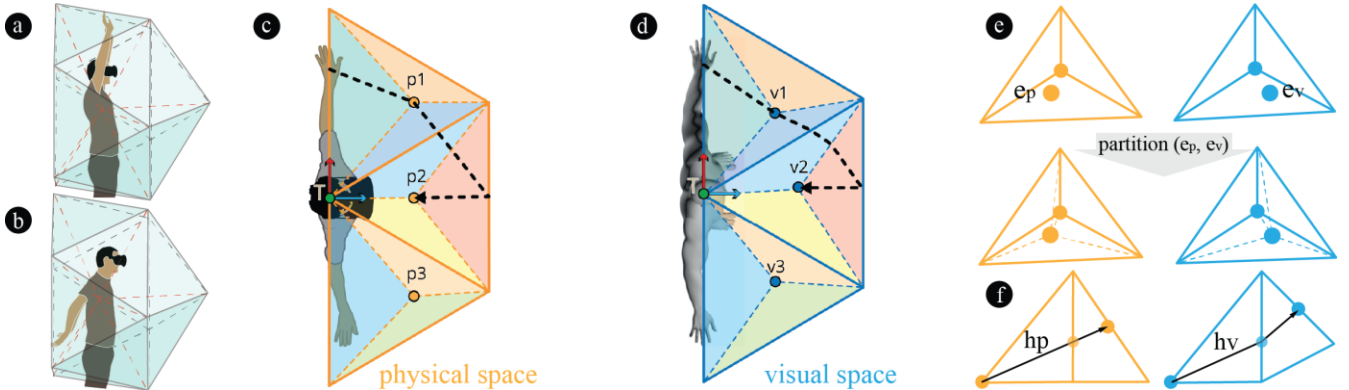 a
b
c
p1
p2
T
p3
physical space
d
v1
v2
T
v3
visual space
e
ep
ev
partition (ep, ev)
f
hp
hv